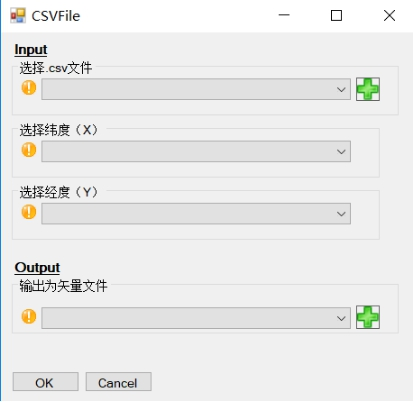 CSVFile
Input
选择.csv文件
选择纬度（X）
选择经度（Y）
Output
输出为矢量文件
OK Cancel